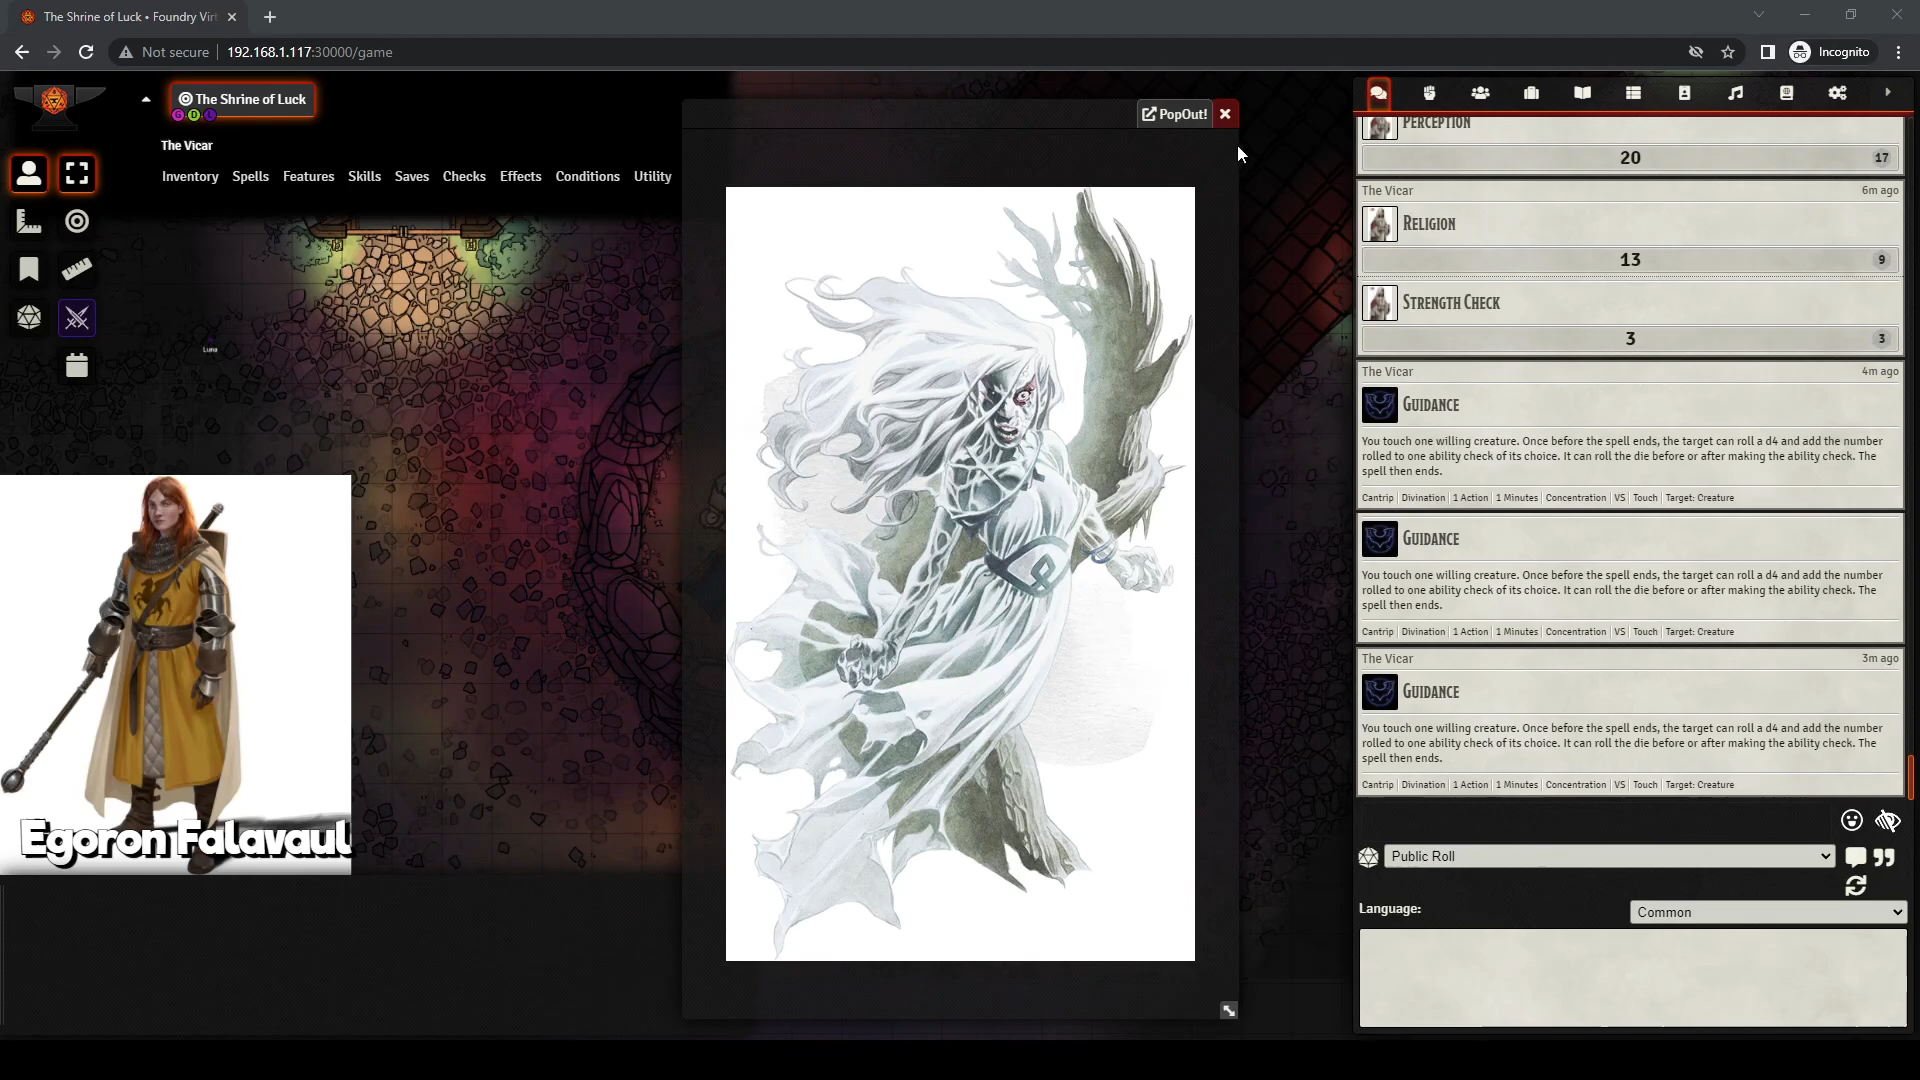 The Shrine of Luck • Foundry Virt
Not secure
192.168.1.117:30000/game
Incognito
The Shrine of Luck
G D L
The Vicar
Inventory Spells Features Skills Saves Checks Effects Conditions Utility
PopOut!
Luna
Egoron Falavaul
Perception
20
17
The Vicar 6m ago
Religion
13
9
Strength Check
3
3
The Vicar 4m ago
Guidance
You touch one willing creature. Once before the spell ends, the target can roll a d4 and add the number
rolled to one ability check of its choice. It can roll the die before or after making the ability check. The
spell then ends.
Cantrip Divination 1 Action 1 Minutes Concentration VS Touch Target: Creature
Guidance
You touch one willing creature. Once before the spell ends, the target can roll a d4 and add the number
rolled to one ability check of its choice. It can roll the die before or after making the ability check. The
spell then ends.
Cantrip Divination 1 Action 1 Minutes Concentration VS Touch Target: Creature
The Vicar 3m ago
Guidance
You touch one willing creature. Once before the spell ends, the target can roll a d4 and add the number
rolled to one ability check of its choice. It can roll the die before or after making the ability check. The
spell then ends.
Cantrip Divination 1 Action 1 Minutes Concentration VS Touch Target: Creature
Public Roll
Language:
Common